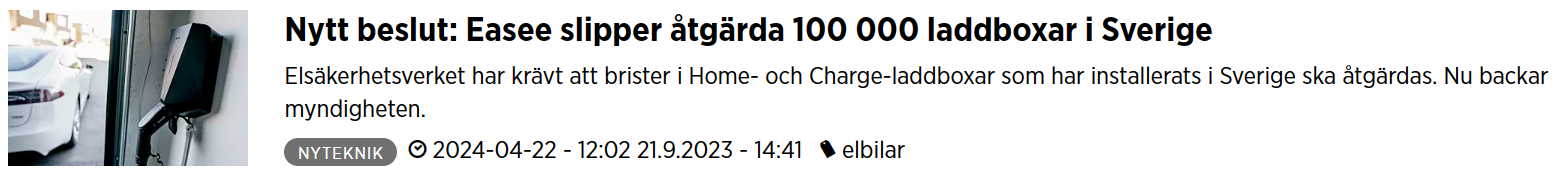 Nytt beslut: Easee slipper åtgärda 100 000 laddboxar i Sverige
Elsäkerhetsverket har krävt att brister i Home- och Charge-laddboxar som har installerats i Sverige ska åtgärdas. Nu backar
myndigheten.
NYTEKNIK 2024-04-22 - 12:02 21.9.2023 - 14:41 elbilar